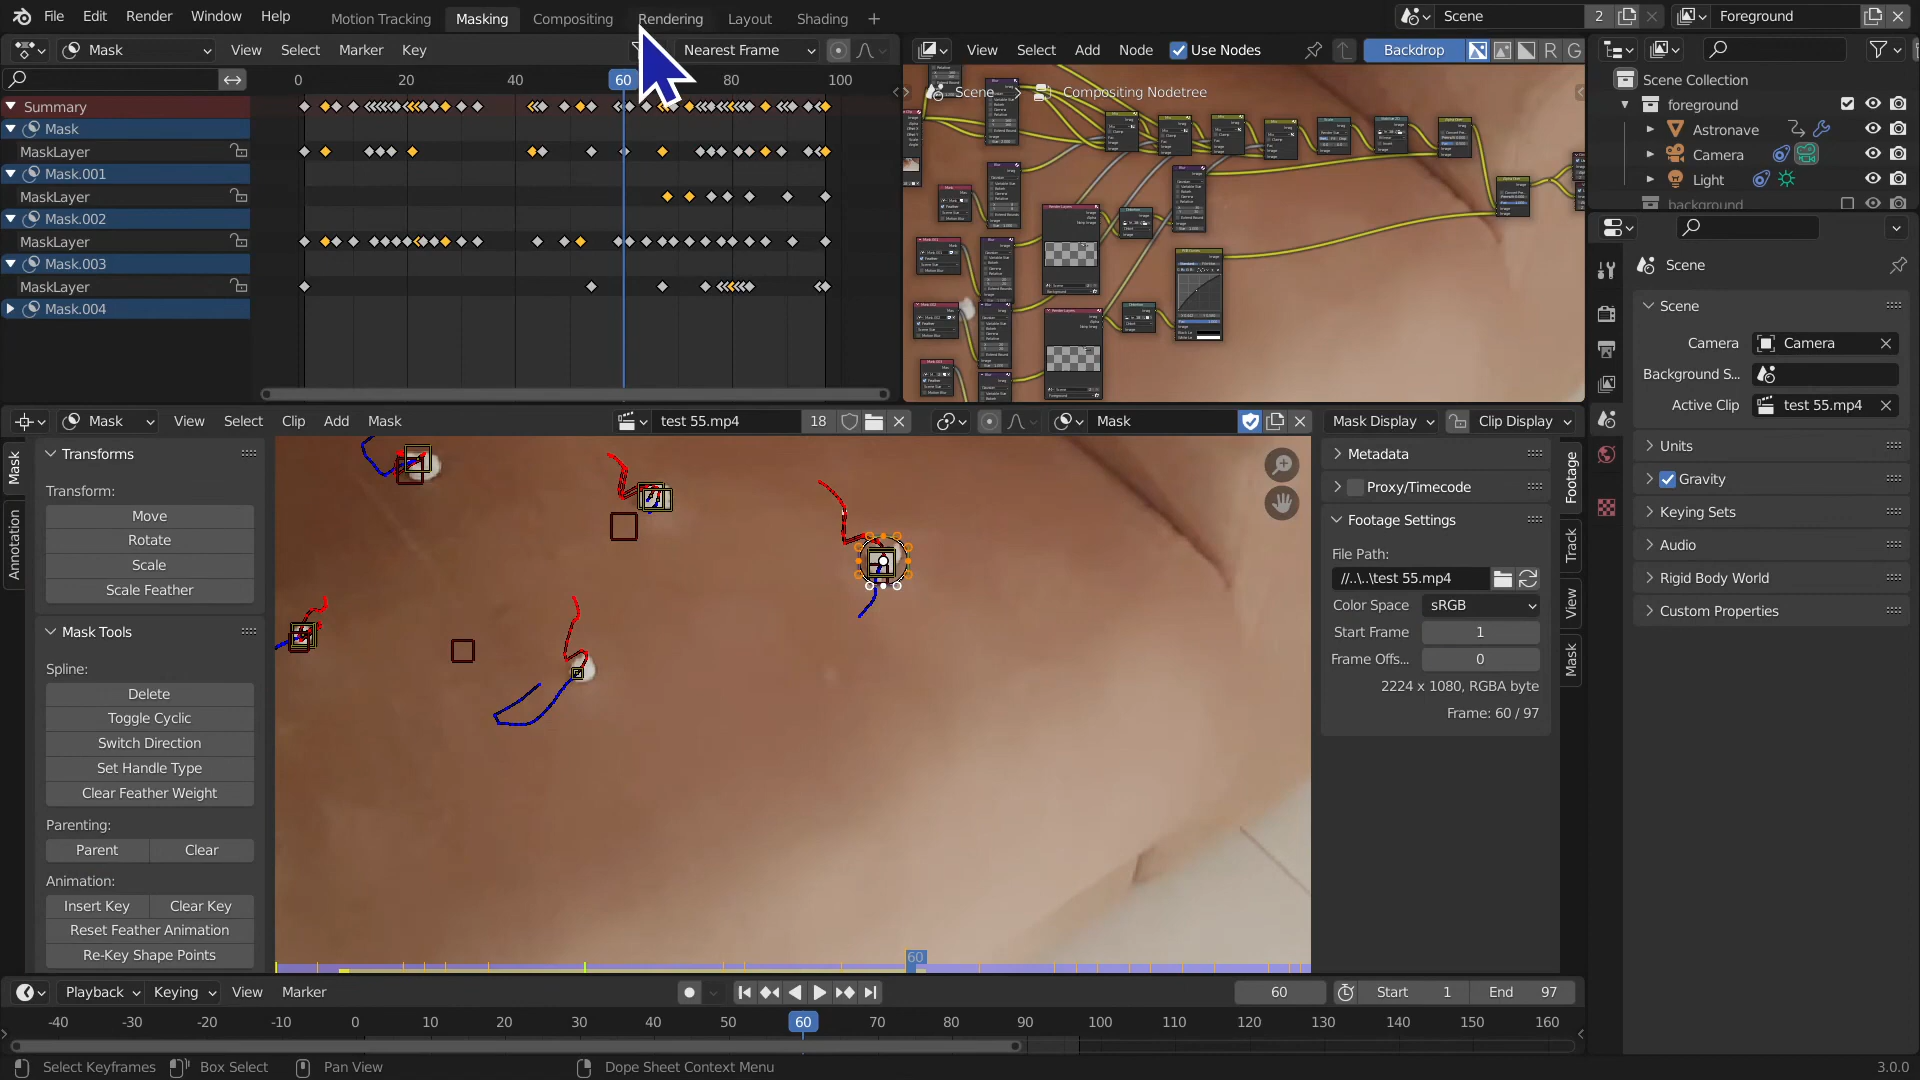 File Edit Render Window Help Motion Tracking Masking Compositing Rendering Layout Shading + Scene 2 Foreground
Mask View Select Marker Key Nearest Frame View Select Add Node Use Nodes Backdrop R G
0 20 40 60 80 100
Summary
Mask
MaskLayer
Mask.001
MaskLayer
Mask.002
MaskLayer
Mask.003
MaskLayer
Mask.004
Scene Compositing Nodetree
Scene Collection
foreground
Astronave
Camera
Light
background
Scene
Scene
Camera Camera
Background S...
Active Clip test 55.mp4
Units
Gravity
Keying Sets
Audio
Rigid Body World
Custom Properties
Mask View Select Clip Add Mask test 55.mp4 18 Mask Mask Display Clip Display
Mask
Annotation
Transforms
Transform:
Move
Rotate
Scale
Scale Feather
Mask Tools
Spline:
Delete
Toggle Cyclic
Switch Direction
Set Handle Type
Clear Feather Weight
Parenting:
Parent Clear
Animation:
Insert Key Clear Key
Reset Feather Animation
Re-Key Shape Points
60
Metadata
Proxy/Timecode
Footage Settings
File Path:
//..\..\test 55.mp4
Color Space sRGB
Start Frame 1
Frame Offs... 0
2224 x 1080, RGBA byte
Frame: 60 / 97
Footage
Track
View
Mask
Playback Keying View Marker 60 Start 1 End 97
-40 -30 -20 -10 0 10 20 30 40 50 60 70 80 90 100 110 120 130 140 150 160
Select Keyframes Box Select Pan View Dope Sheet Context Menu 3.0.0